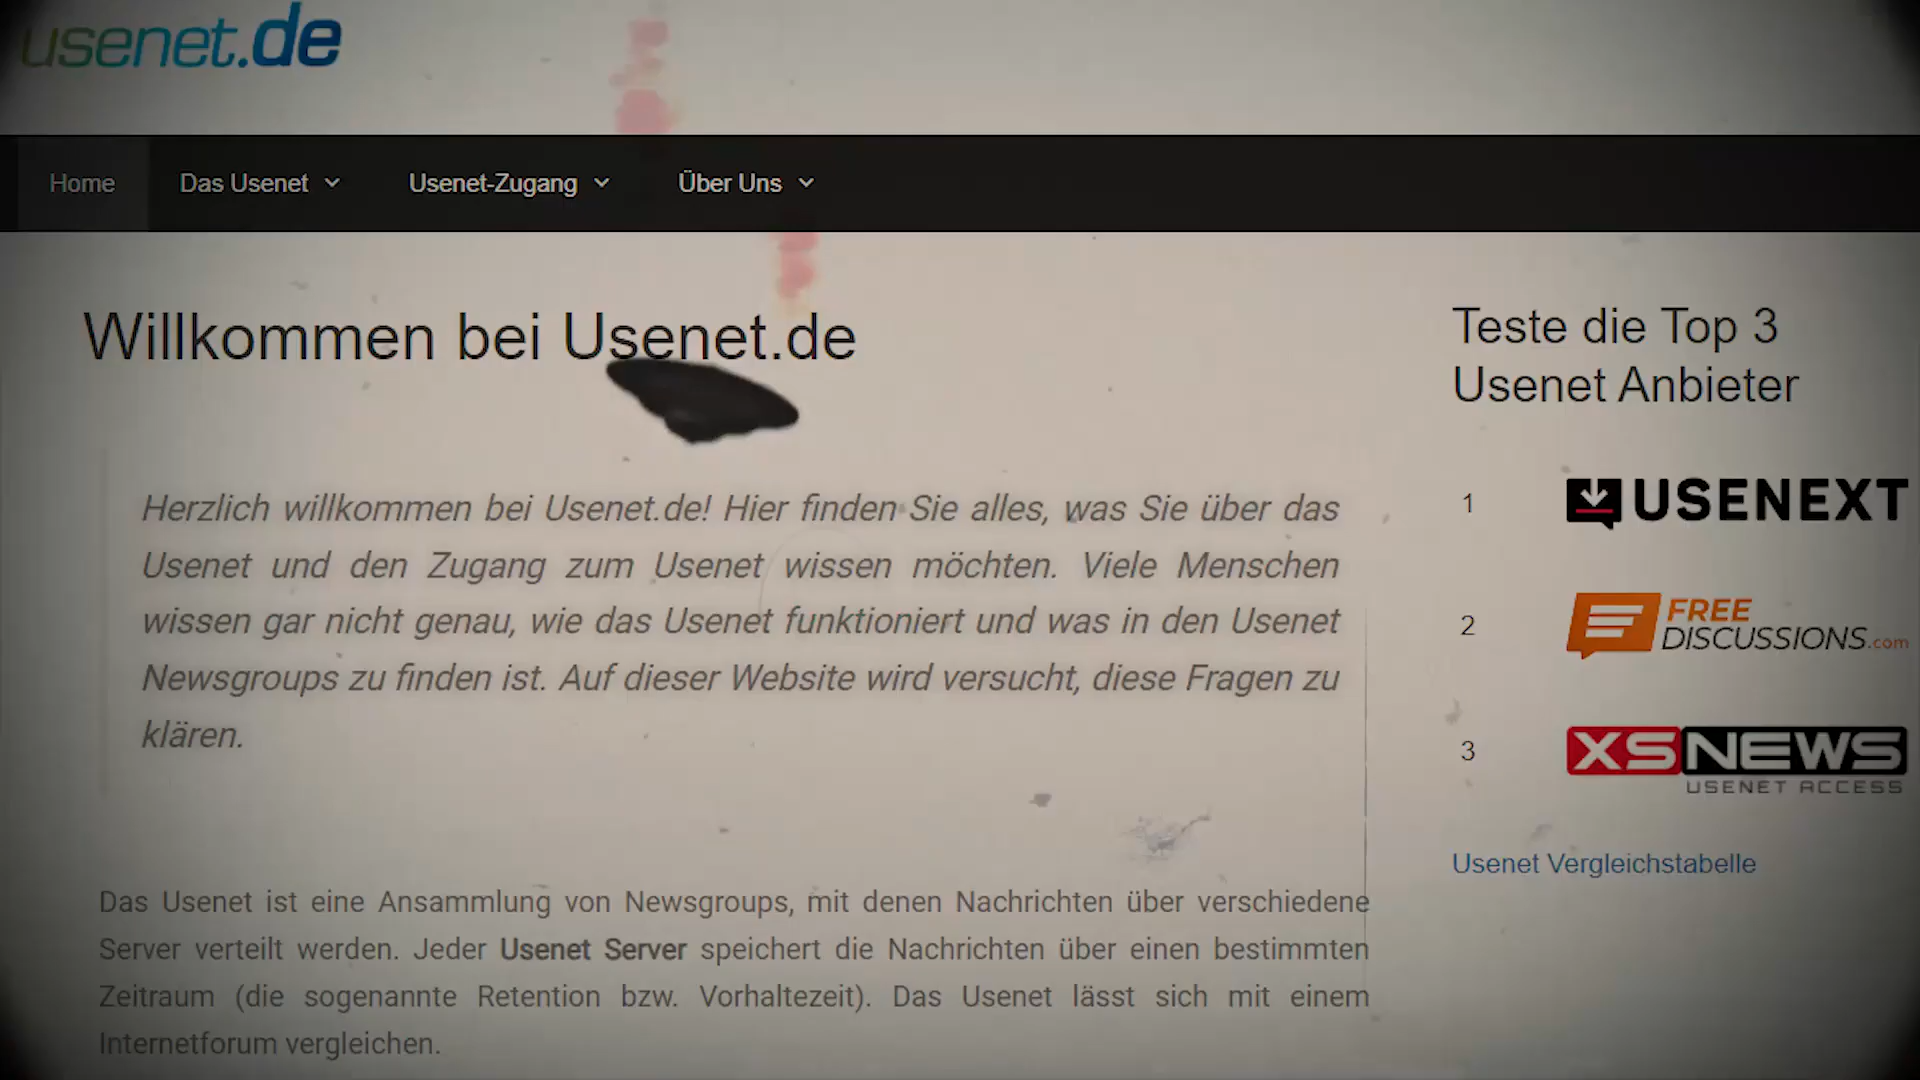 usenet.de
Home Das Usenet Usenet-Zugang Über Uns
Willkommen bei Usenet.de
Herzlich willkommen bei Usenet.de! Hier finden Sie alles, was Sie über das
Usenet und den Zugang zum Usenet wissen möchten. Viele Menschen
wissen gar nicht genau, wie das Usenet funktioniert und was in den Usenet
Newsgroups zu finden ist. Auf dieser Website wird versucht, diese Fragen zu
klären.
Das Usenet ist eine Ansammlung von Newsgroups, mit denen Nachrichten über verschiedene
Server verteilt werden. Jeder Usenet Server speichert die Nachrichten über einen bestimmten
Zeitraum (die sogenannte Retention bzw. Vorhaltezeit). Das Usenet lässt sich mit einem
Internetforum vergleichen.
Teste die Top 3
Usenet Anbieter
1 USENEXT
2 FREE
DISCUSSIONS.com
3 XSNEWS
USENET ACCESS
Usenet Vergleichstabelle